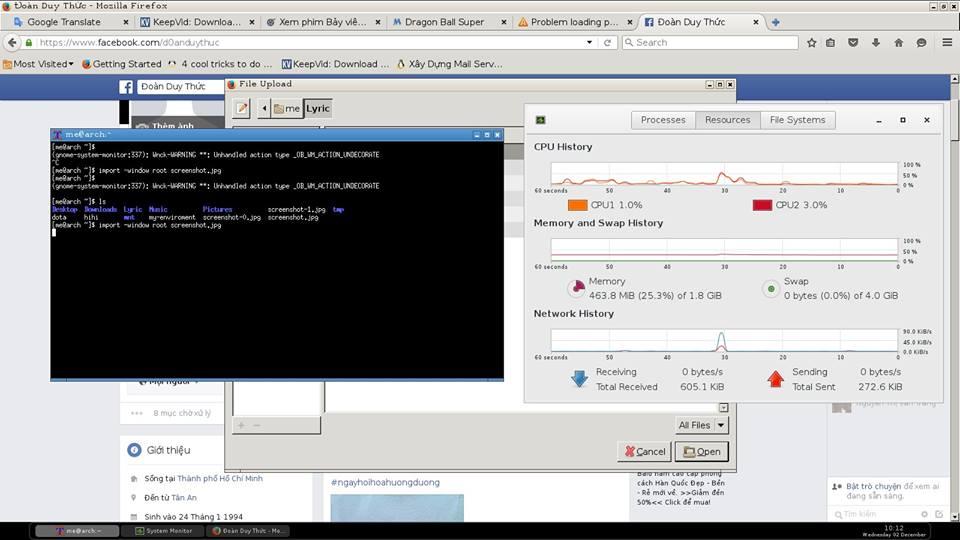 Đoàn Duy Thức - Mozilla Firefox
Google Translate
KeepVid: Downloa...
Xem phim Bảy viê...
Dragon Ball Super
Problem loading p...
Đoàn Duy Thức
https://www.facebook.com/d0anduythuc
Search
Most Visited
Getting Started
4 cool tricks to do ...
KeepVid: Download ...
Xây Dựng Mail Serv...
Đoàn Duy Thức
File Upload
me
Lyric
Thêm ảnh
me@arch:~
[me@arch ~]$
(gnome-system-monitor:337): Wnck-WARNING **: Unhandled action type _OB_WM_ACTION_UNDECORATE
^C
[me@arch ~]$ import -window root screenshot.jpg
[me@arch ~]$
(gnome-system-monitor:337): Wnck-WARNING **: Unhandled action type _OB_WM_ACTION_UNDECORATE
[me@arch ~]$ ls
Desktop Downloads Lyric Music Pictures screenshot-1.jpg tmp
dota hihi mnt my-enviroment screenshot-0.jpg screenshot.jpg
[me@arch ~]$ import -window root screenshot.jpg
Processes
Resources
File Systems
CPU History
100 %
50 %
0 %
60 seconds 50 40 30 20 10 0
CPU1 1.0%
CPU2 3.0%
Memory and Swap History
100 %
50 %
0 %
60 seconds 50 40 30 20 10 0
Memory
463.8 MiB (25.3%) of 1.8 GiB
Swap
0 bytes (0.0%) of 4.0 GiB
Network History
90.0 KiB/s
45.0 KiB/s
0.0 KiB/s
60 seconds 50 40 30 20 10 0
Receiving 0 bytes/s
Total Received 605.1 KiB
Sending 0 bytes/s
Total Sent 272.6 KiB
Mọi người
8 mục chờ xử lý
All Files
Cancel
Open
Giới thiệu
Sống tại Thành phố Hồ Chí Minh
Đến từ Tân An
Sinh vào 24 Tháng 1 1994
#ngayhoihoahuongduong
cách Hàn Quốc Đẹp - Bền
- Rẻ mới về. >>Giảm đến
50%<< Click để mua!
Bật trò chuyện để xem ai
đang sẵn sàng.
Tìm kiếm
me@arch:~
System Monitor
Đoàn Duy Thức - Mo...
10:12
Wednesday 02 December